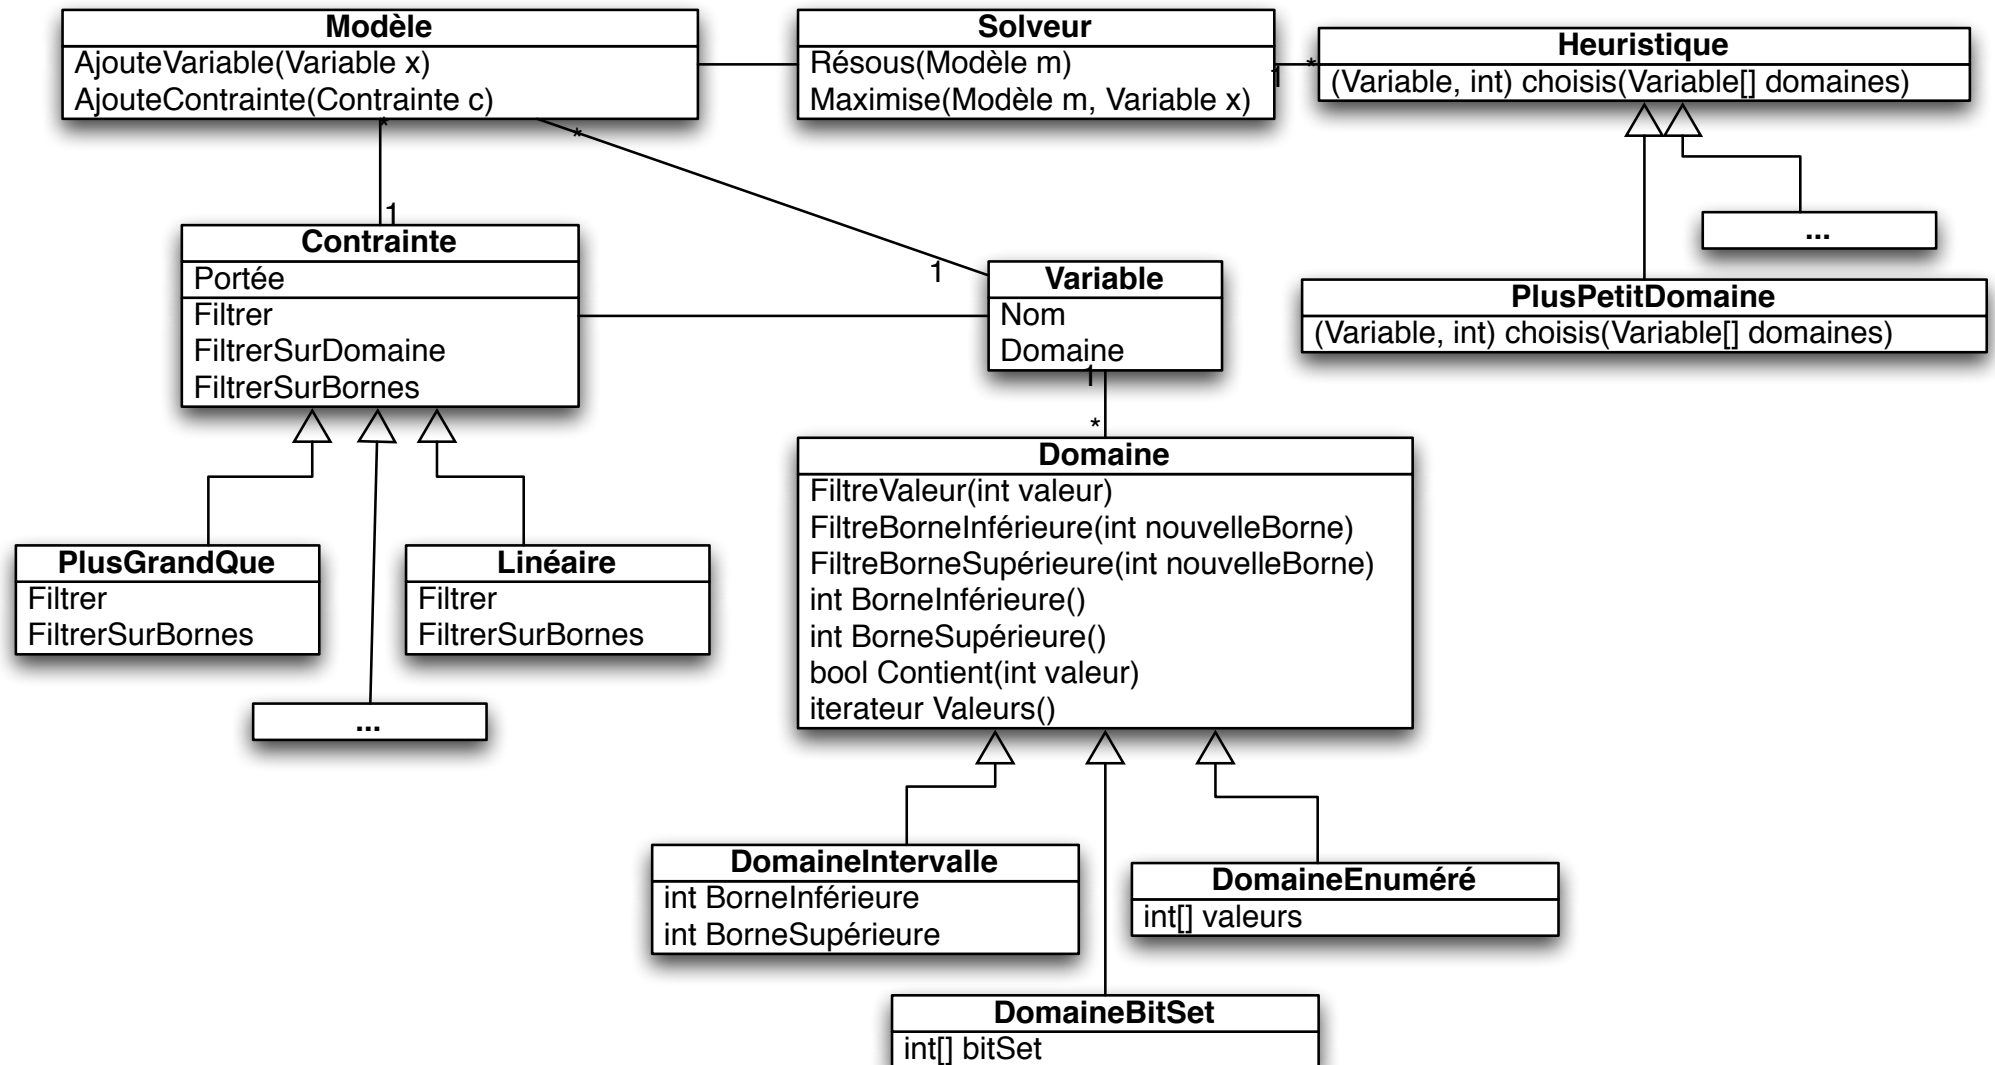 Modèle
AjouteVariable(Variable x)
AjouteContrainte(Contrainte c)
Solveur
Résous(Modèle m)
Maximise(Modèle m, Variable x)
1
*
Heuristique
(Variable, int) choisis(Variable[] domaines)
*
*
1
1
...
Contrainte
Portée
Filtrer
FiltrerSurDomaine
FiltrerSurBornes
Variable
Nom
Domaine
1
*
PlusPetitDomaine
(Variable, int) choisis(Variable[] domaines)
Domaine
FiltreValeur(int valeur)
FiltreBorneInférieure(int nouvelleBorne)
FiltreBorneSupérieure(int nouvelleBorne)
int BorneInférieure()
int BorneSupérieure()
bool Contient(int valeur)
iterateur Valeurs()
PlusGrandQue
Filtrer
FiltrerSurBornes
Linéaire
Filtrer
FiltrerSurBornes
...
DomaineIntervalle
int BorneInférieure
int BorneSupérieure
DomaineEnuméré
int[] valeurs
DomaineBitSet
int[] bitSet